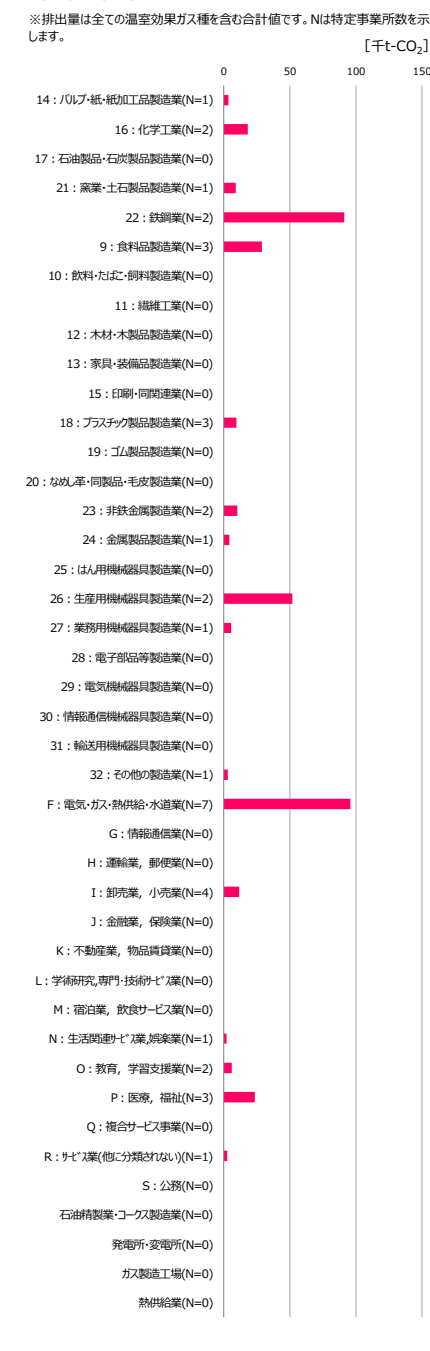 ※排出量は全ての温室効果ガス種を含む合計値です。Nは特定事業所数を示
します。
[千t-CO₂]
0 50 100 150
14：パルプ・紙・紙加工品製造業(N=1)
16：化学工業(N=2)
17：石油製品・石炭製品製造業(N=0)
21：窯業・土石製品製造業(N=1)
22：鉄鋼業(N=2)
9：食料品製造業(N=3)
10：飲料・たばこ・飼料製造業(N=0)
11：繊維工業(N=0)
12：木材・木製品製造業(N=0)
13：家具・装備品製造業(N=0)
15：印刷・同関連業(N=0)
18：プラスチック製品製造業(N=3)
19：ゴム製品製造業(N=0)
20：なめし革・同製品・毛皮製造業(N=0)
23：非鉄金属製造業(N=2)
24：金属製品製造業(N=1)
25：はん用機械器具製造業(N=0)
26：生産用機械器具製造業(N=2)
27：業務用機械器具製造業(N=1)
28：電子部品等製造業(N=0)
29：電気機械器具製造業(N=0)
30：情報通信機械器具製造業(N=0)
31：輸送用機械器具製造業(N=0)
32：その他の製造業(N=1)
F：電気・ガス・熱供給・水道業(N=7)
G：情報通信業(N=0)
H：運輸業，郵便業(N=0)
I：卸売業，小売業(N=4)
J：金融業，保険業(N=0)
K：不動産業，物品賃貸業(N=0)
L：学術研究,専門・技術ｻｰﾋﾞｽ業(N=0)
M：宿泊業，飲食サービス業(N=0)
N：生活関連ｻｰﾋﾞｽ業,娯楽業(N=1)
O：教育，学習支援業(N=2)
P：医療，福祉(N=3)
Q：複合サービス事業(N=0)
R：ｻｰﾋﾞｽ業(他に分類されない)(N=1)
S：公務(N=0)
石油精製業・コークス製造業(N=0)
発電所・変電所(N=0)
ガス製造工場(N=0)
熱供給業(N=0)